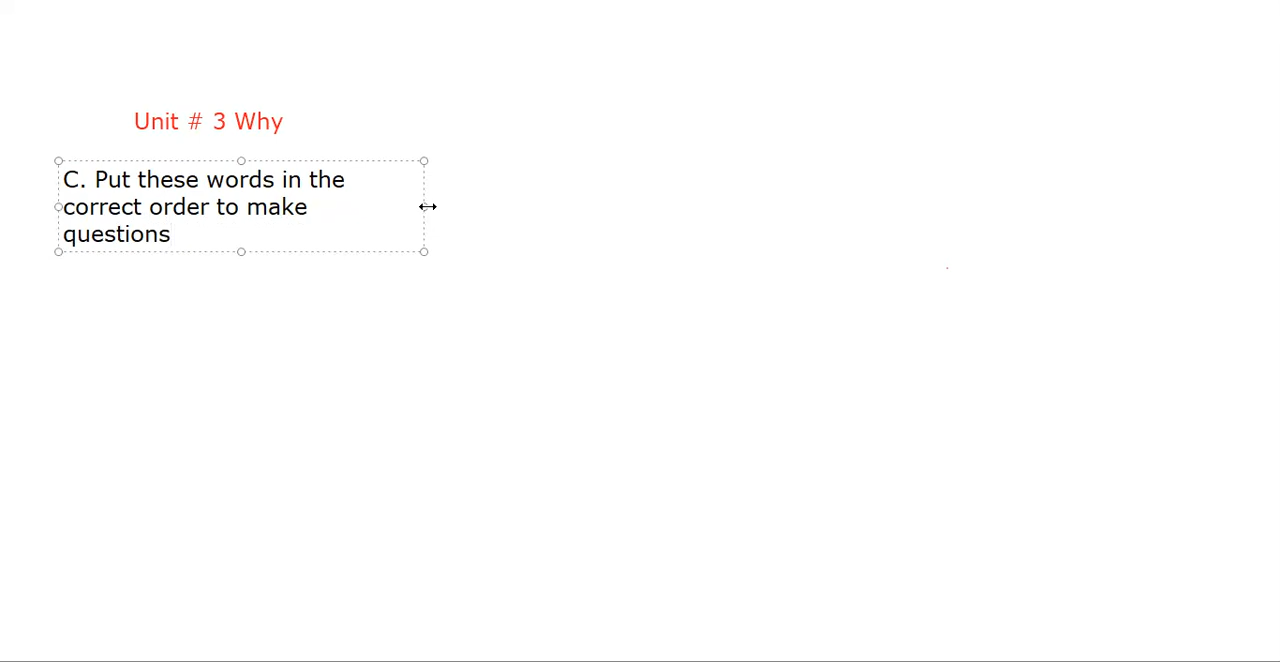 Unit # 3 Why
C. Put these words in the
correct order to make
questions